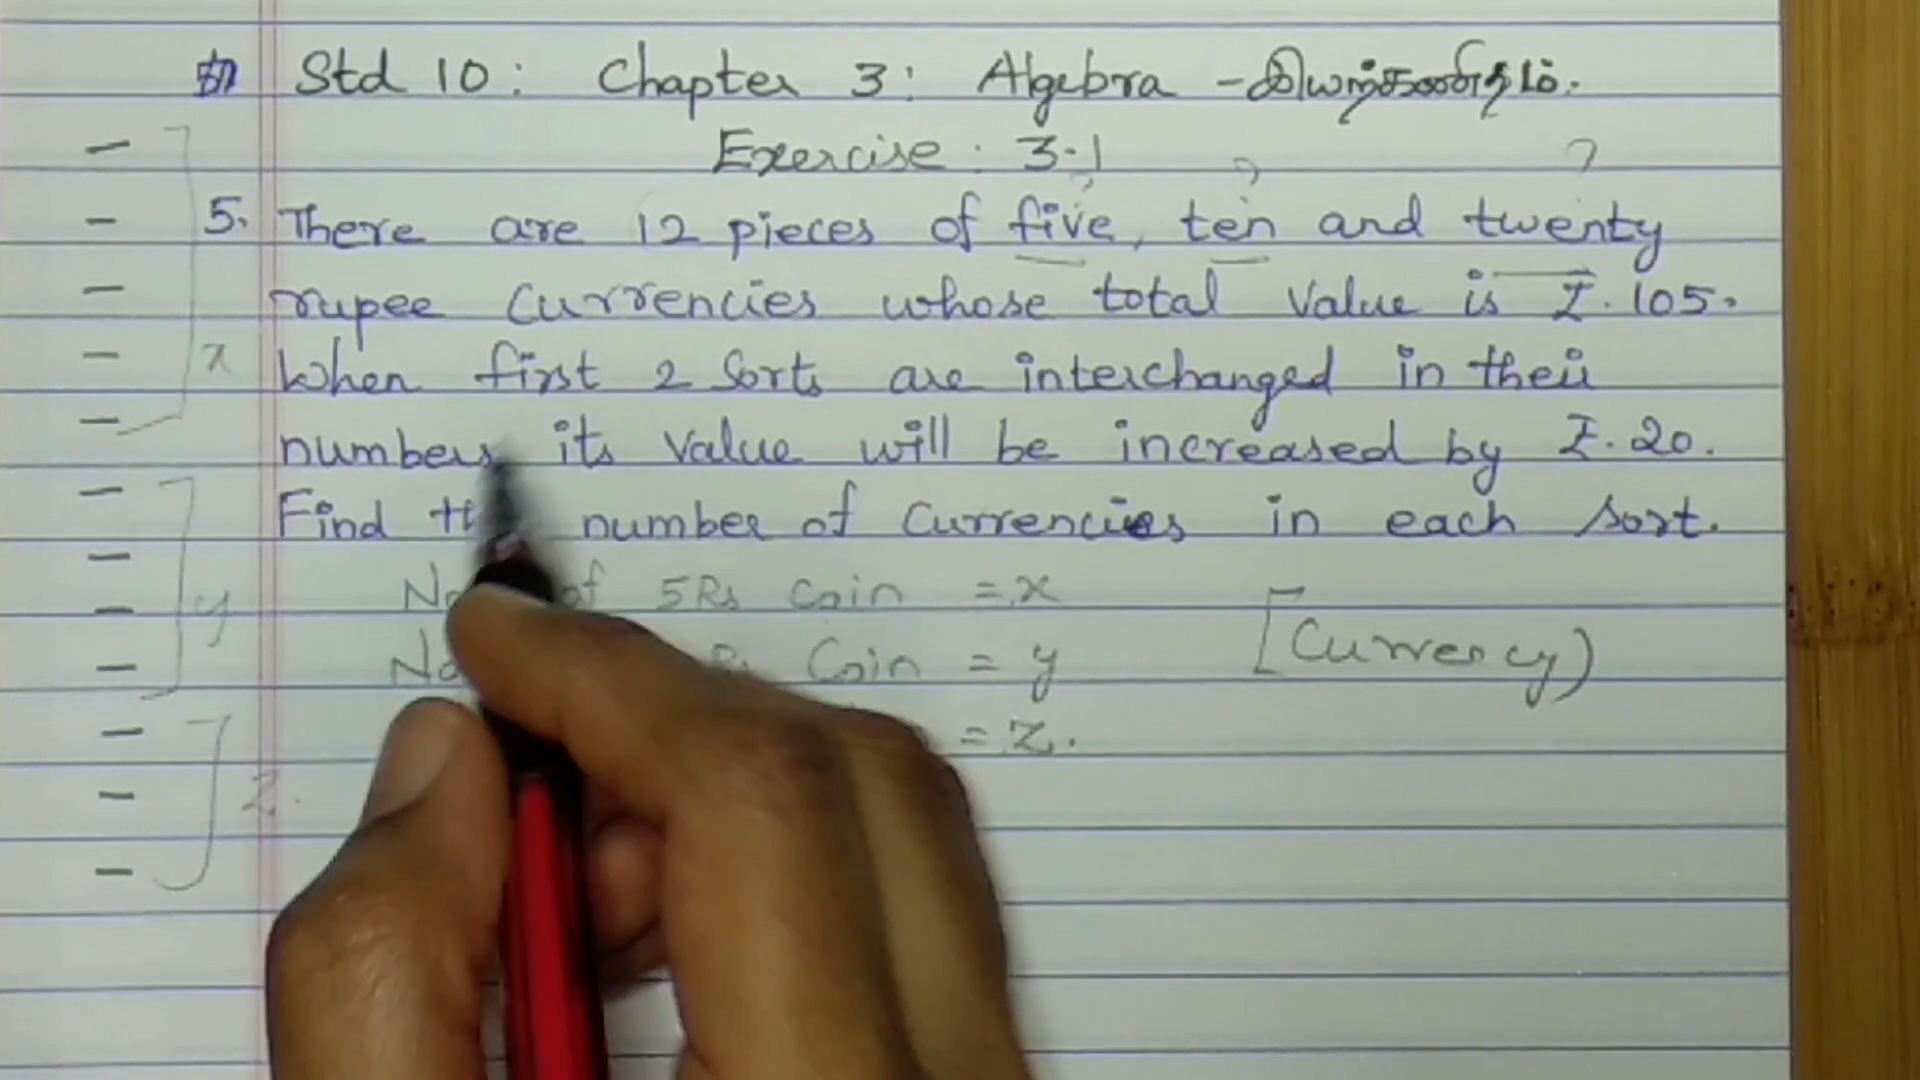 Std 10: Chapter 3: Algebra - இயற்கணிதம்.
Exercise: 3.1
5. There are 12 pieces of five, ten and twenty
rupee currencies whose total value is ₹.105.
When first 2 sorts are interchanged in their
numbers its value will be increased by ₹.20.
Find number of Currencies in each sort.
of 5Rs Coin = x [Currency)
Coin = y
= z.
x
y
z.